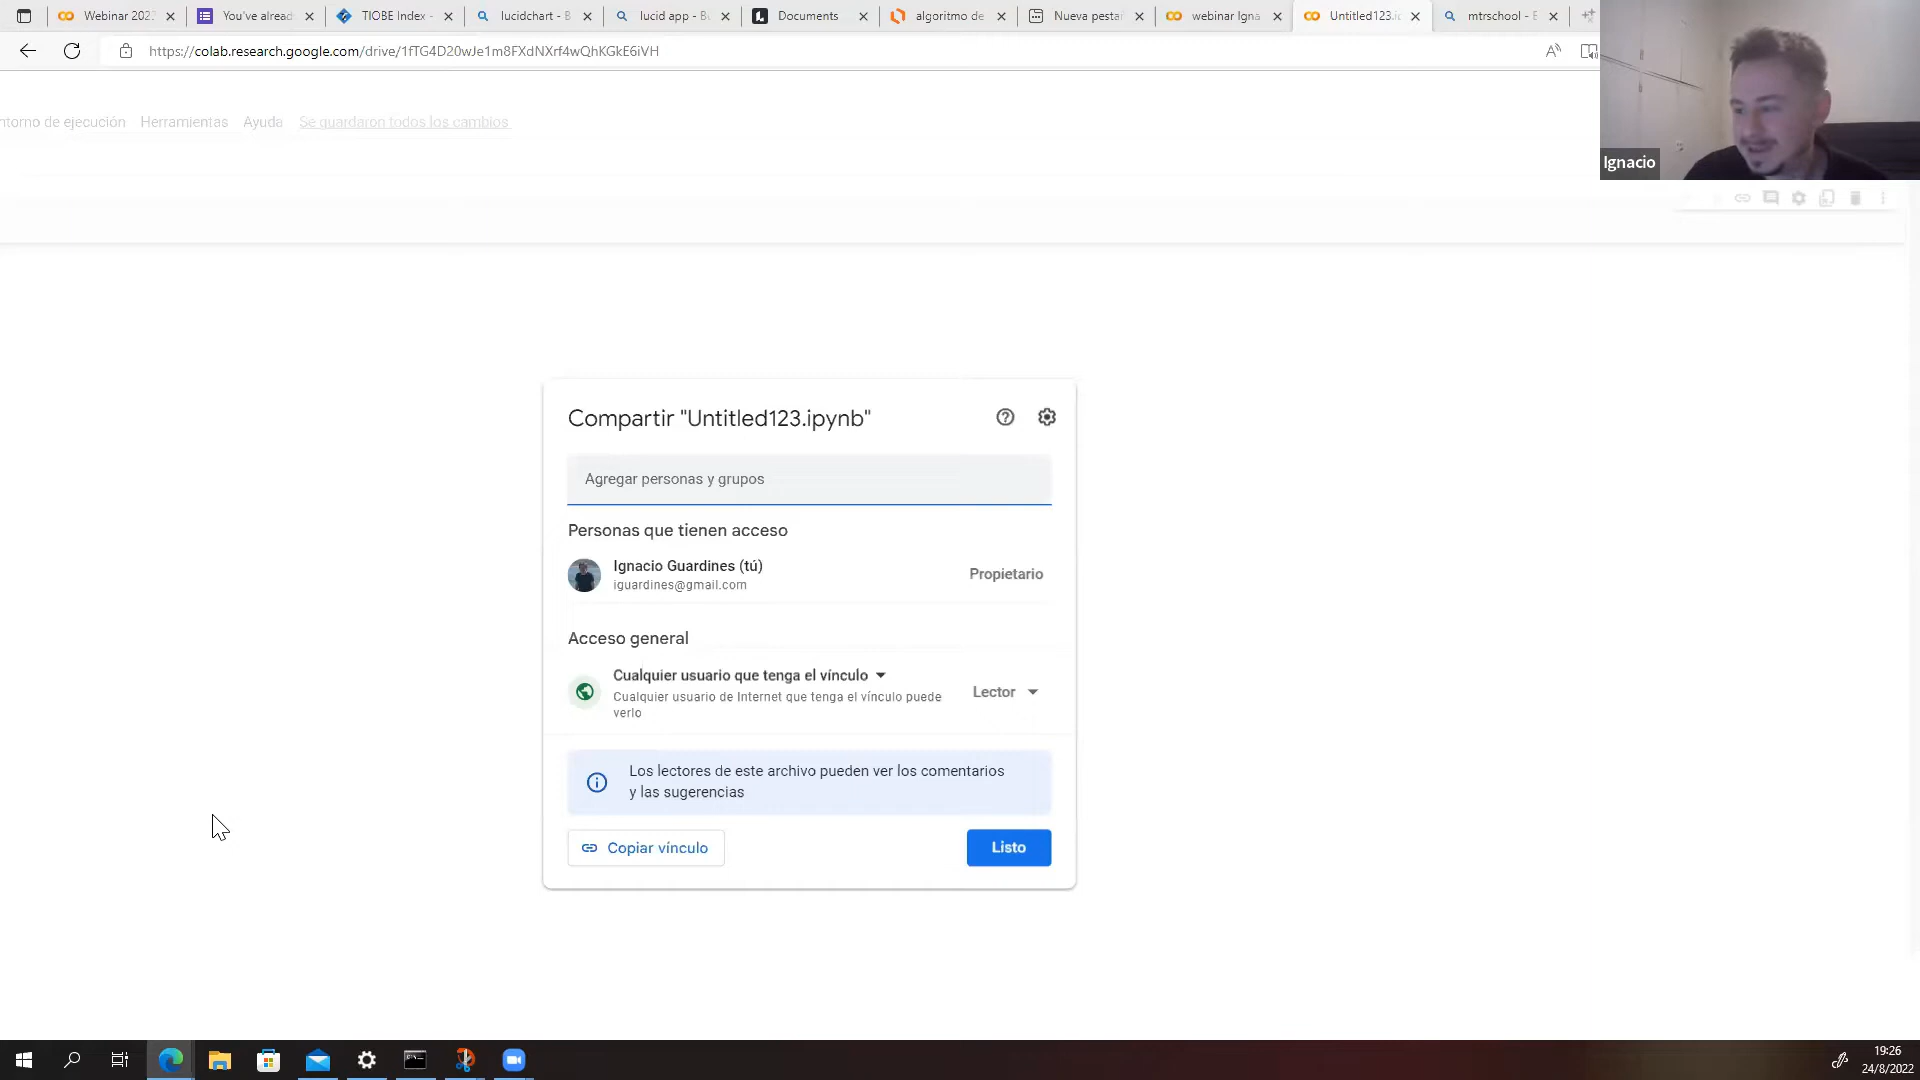 Webinar 202
You've alread
TIOBE Index -
lucidchart - B
lucid app - B
Documents
algoritmo de
Nueva pestañ
webinar Igna
Untitled123.i
mtrschool - B
https://colab.research.google.com/drive/1fTG4D20wJe1m8FXdNXrf4wQhKGkE6iVH
ntorno de ejecución Herramientas Ayuda Se guardaron todos los cambios
Ignacio
Compartir "Untitled123.ipynb"
Agregar personas y grupos
Personas que tienen acceso
Ignacio Guardines (tú)
iguardines@gmail.com
Propietario
Acceso general
Cualquier usuario que tenga el vínculo
Cualquier usuario de Internet que tenga el vínculo puede
verlo
Lector
Los lectores de este archivo pueden ver los comentarios
y las sugerencias
Copiar vínculo
Listo
19:26
24/8/2022